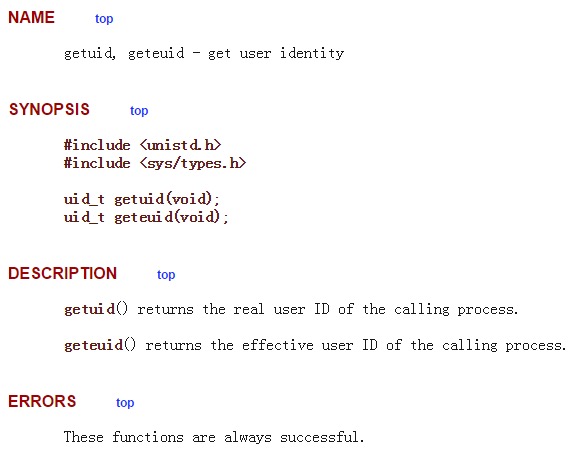 NAME top
getuid, geteuid - get user identity
SYNOPSIS top
#include <unistd.h>
#include <sys/types.h>
uid_t getuid(void);
uid_t geteuid(void);
DESCRIPTION top
getuid() returns the real user ID of the calling process.
geteuid() returns the effective user ID of the calling process.
ERRORS top
These functions are always successful.